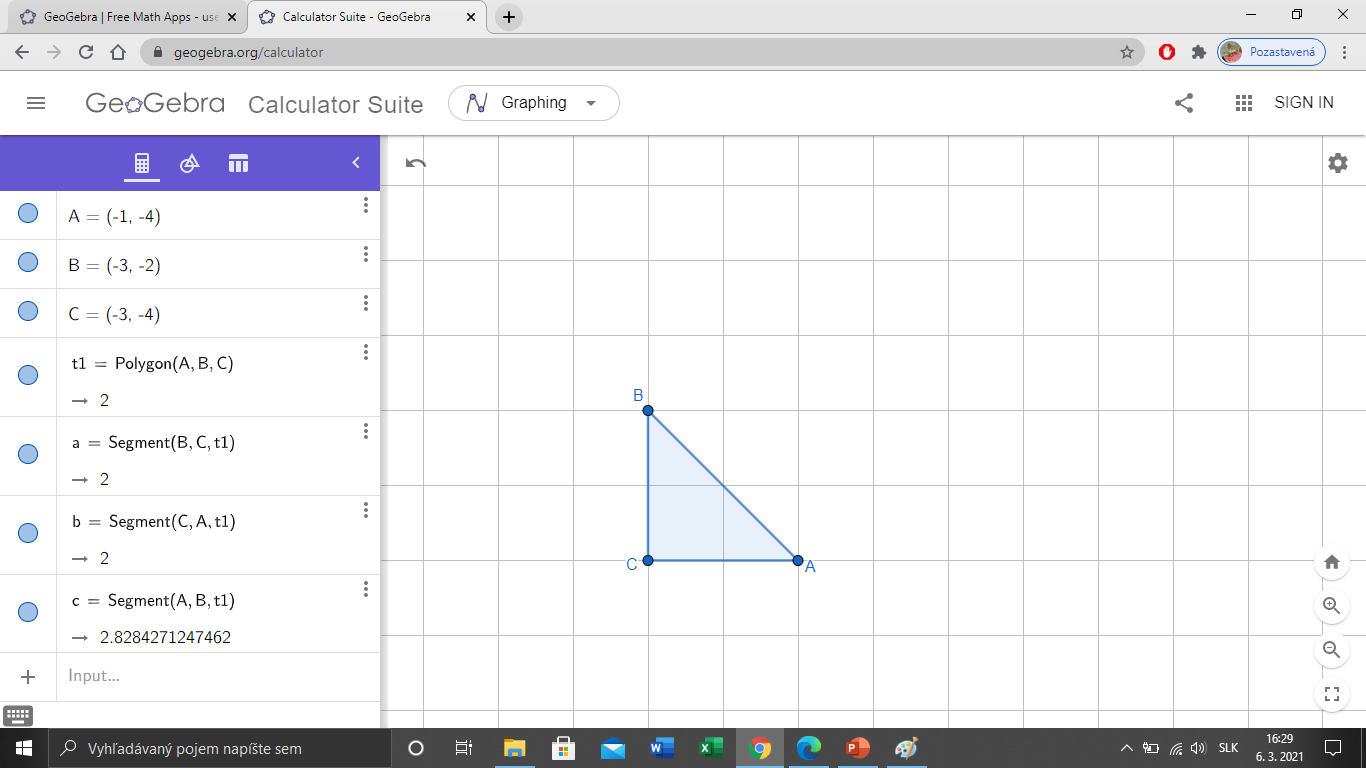 GeoGebra | Free Math Apps - use
Calculator Suite - GeoGebra
geogebra.org/calculator
Pozastavená
GeoGebra Calculator Suite
Graphing
SIGN IN
A = (-1, -4)
B = (-3, -2)
C = (-3, -4)
t1 = Polygon(A, B, C)
→ 2
a = Segment(B, C, t1)
→ 2
b = Segment(C, A, t1)
→ 2
c = Segment(A, B, t1)
→ 2.8284271247462
Input...
B
C
A
Vyhľadávaný pojem napíšte sem
SLK
16:29
6. 3. 2021